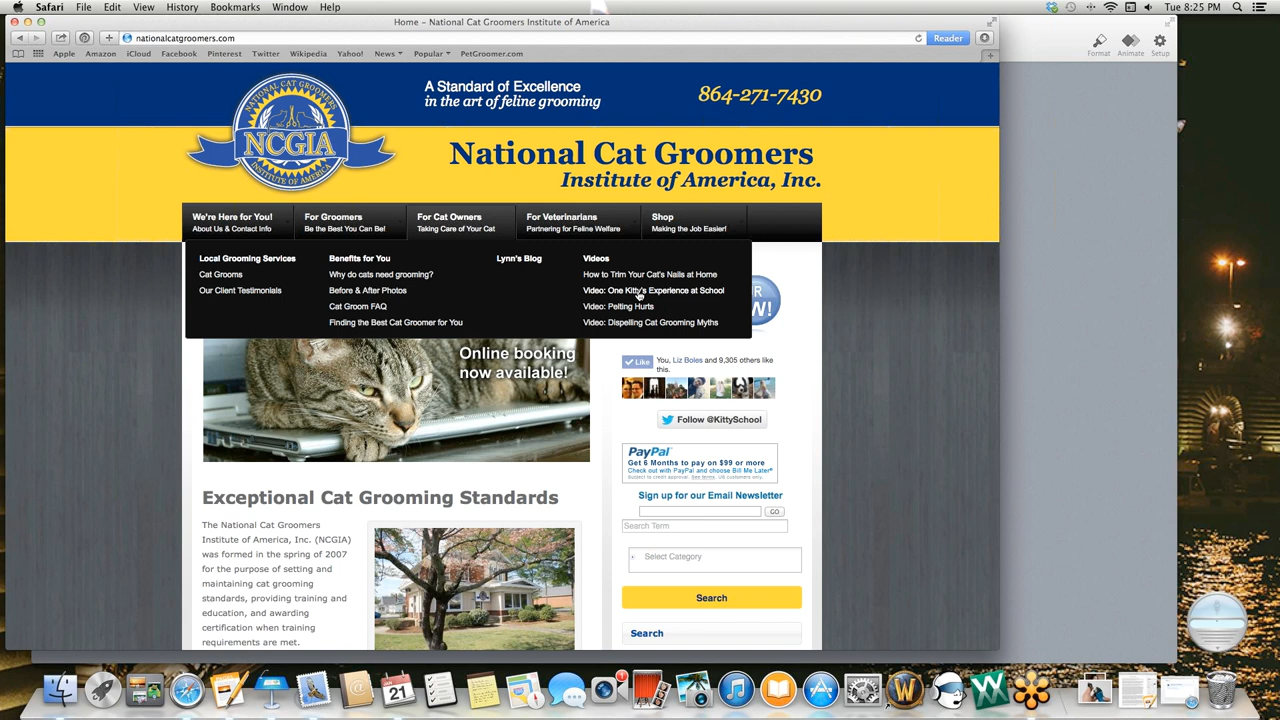 Safari File Edit View History Bookmarks Window Help Tue 8:25 PM
Home – National Cat Groomers Institute of America
nationalcatgroomers.com Reader
Apple Amazon iCloud Facebook Pinterest Twitter Wikipedia Yahoo! News Popular PetGroomer.com
Format Animate Setup
A Standard of Excellence
in the art of feline grooming
864-271-7430
NATIONAL CAT GROOMERS
NCGIA
INSTITUTE OF AMERICA
National Cat Groomers
Institute of America, Inc.
We're Here for You! For Groomers For Cat Owners For Veterinarians Shop
About Us & Contact Info Be the Best You Can Be! Taking Care of Your Cat Partnering for Feline Welfare Making the Job Easier!
Local Grooming Services Benefits for You Lynn's Blog Videos
Cat Grooms Why do cats need grooming? How to Trim Your Cat's Nails at Home
Our Client Testimonials Before & After Photos Video: One Kitty's Experience at School
Cat Groom FAQ Video: Pelting Hurts
Finding the Best Cat Groomer for You Video: Dispelling Cat Grooming Myths
Online booking
now available!
Like You, Liz Boles and 9,305 others like
this.
Follow @KittySchool
PayPal
Get 6 Months to pay on $99 or more
Check out with PayPal and choose Bill Me Later
Subject to credit approval. See terms. US customers only.
Sign up for our Email Newsletter
GO
Search Term
Select Category
Search
Search
Exceptional Cat Grooming Standards
The National Cat Groomers
Institute of America, Inc. (NCGIA)
was formed in the spring of 2007
for the purpose of setting and
maintaining cat grooming
standards, providing training and
education, and awarding
certification when training
requirements are met.
JAN
21
1